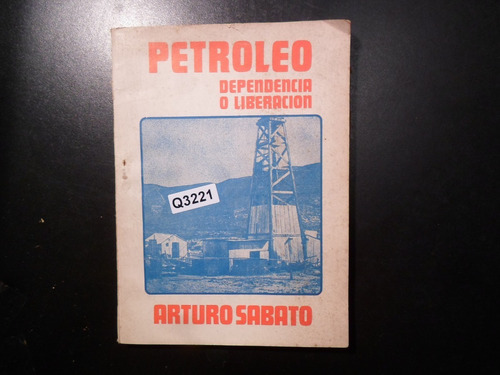 PETROLEO
DEPENDENCIA
O LIBERACION
Q3221
ARTURO SABATO